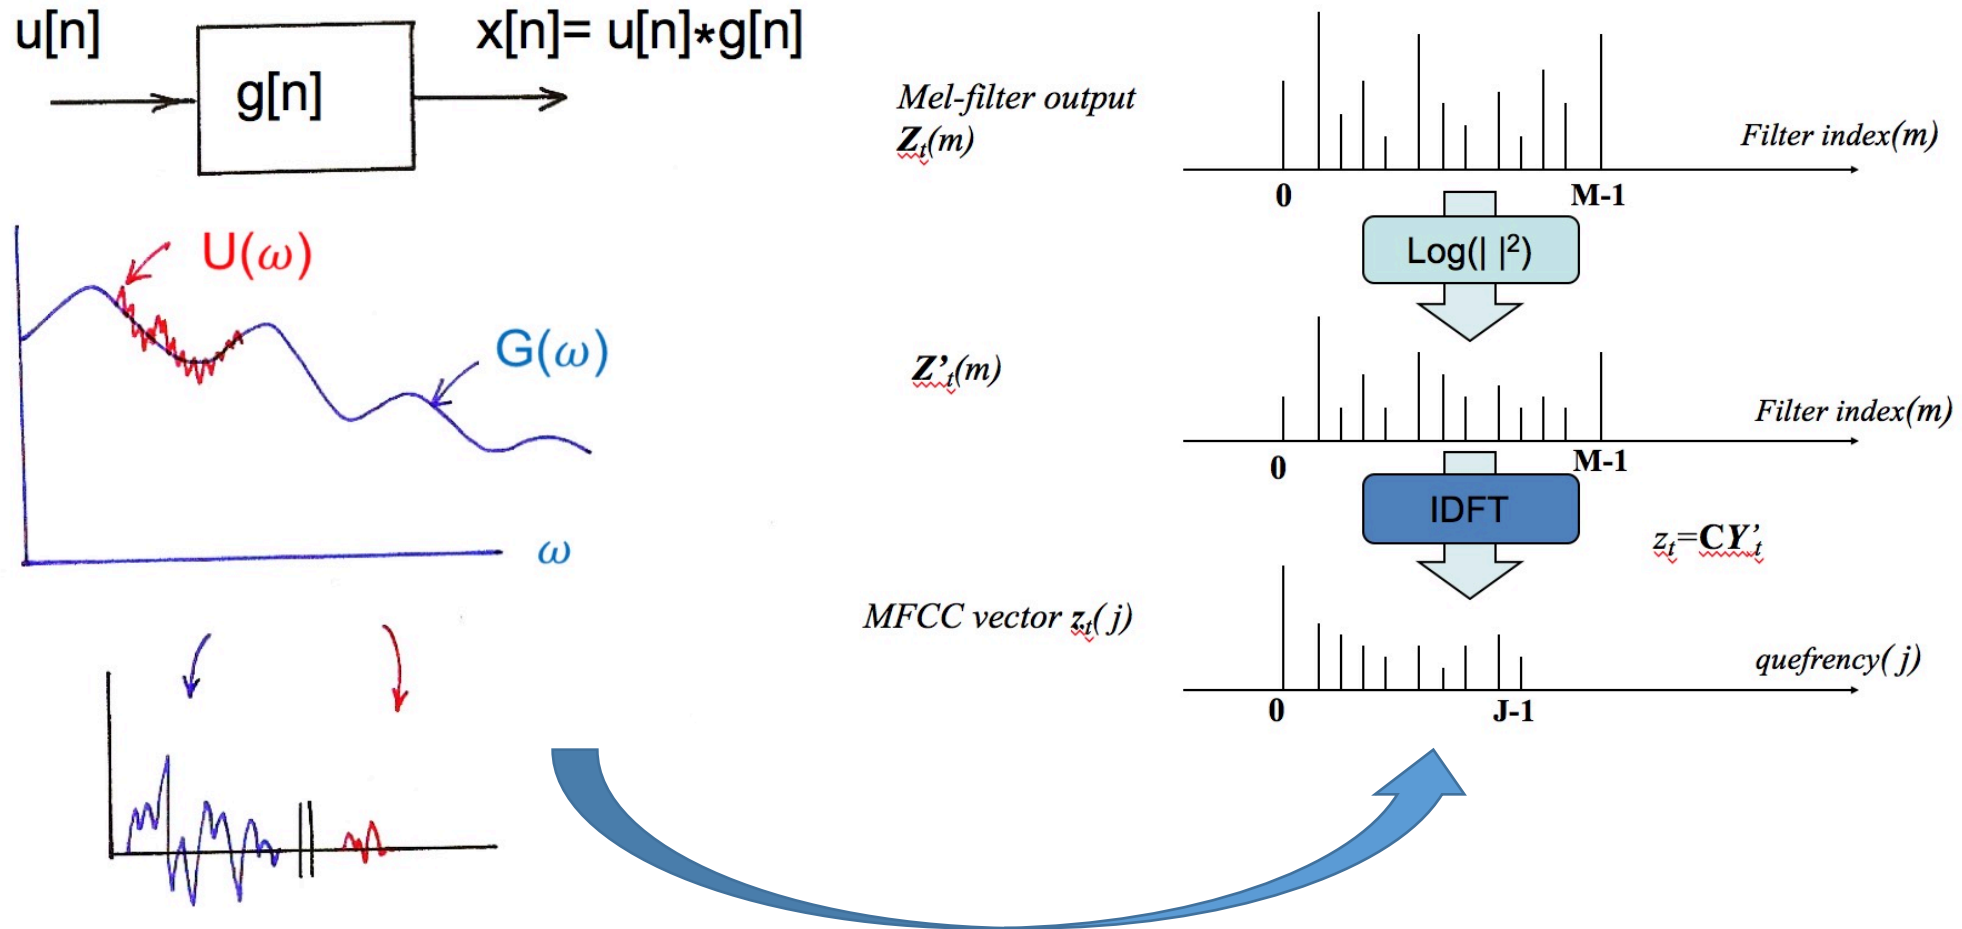 u[n]
x[n]= u[n]*g[n]
g[n]
U(ω)
G(ω)
ω
Mel-filter output
Zt(m)
Filter index(m)
0
M-1
Log(| |²)
Z’t(m)
Filter index(m)
0
M-1
IDFT
zt=CY’t
MFCC vector zt( j)
quefrency( j)
0
J-1